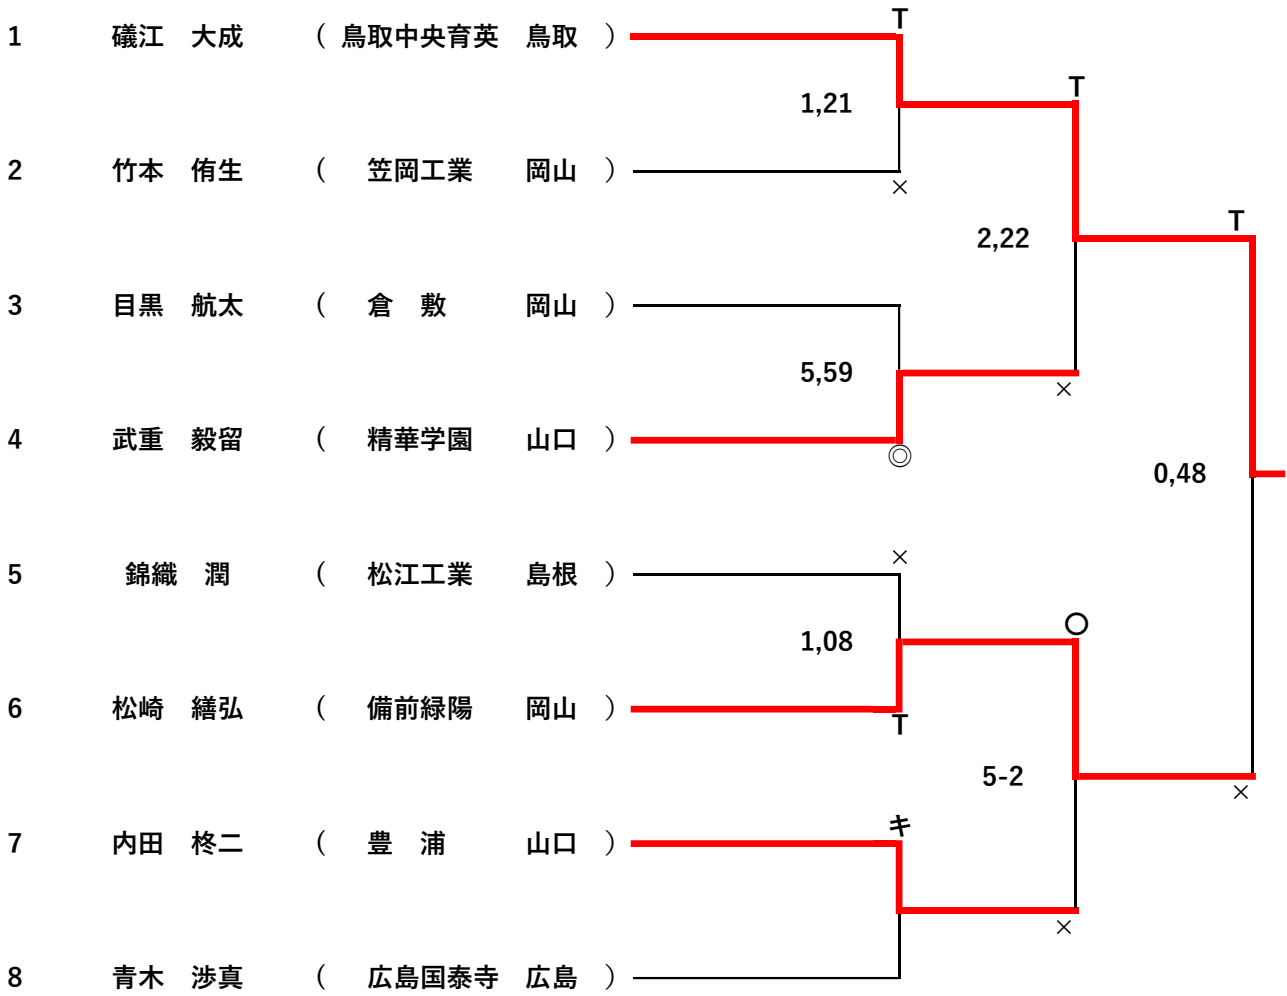 1 礒江 大成 ( 鳥取中央育英 鳥取 ) T
1,21 T
2 竹本 侑生 ( 笠岡工業 岡山 ) ×
2,22 T
3 目黒 航太 ( 倉 敷 岡山 )
5,59 ×
4 武重 毅留 ( 精華学園 山口 ) ◎
0,48
5 錦織 潤 ( 松江工業 島根 ) ×
1,08 ○
6 松崎 繕弘 ( 備前緑陽 岡山 ) T
5-2 ×
7 内田 柊二 ( 豊 浦 山口 ) キ
×
8 青木 渉真 ( 広島国泰寺 広島 )